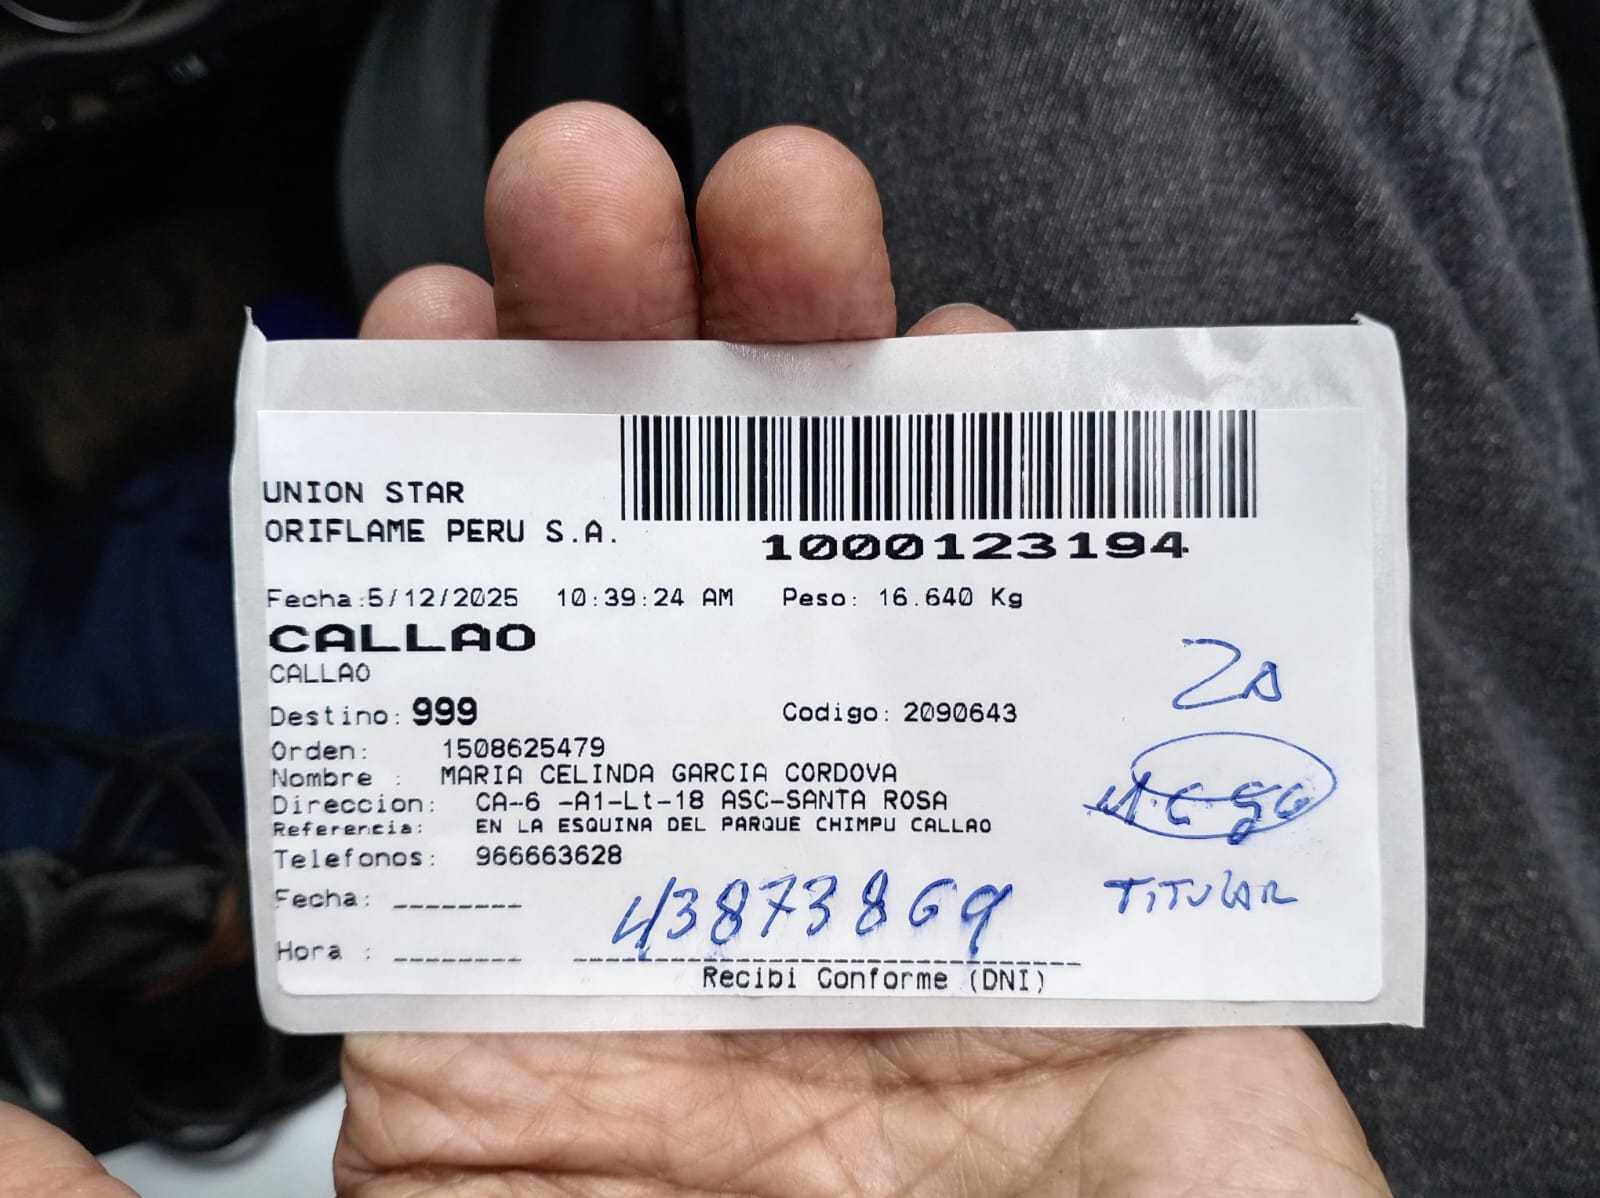 UNION STAR
ORIFLAME PERU S.A.
1000123194
Fecha:5/12/2025 10:39:24 AM Peso: 16.640 Kg
CALLAO
CALLAO
Destino: 999 Codigo: 2090643
Orden: 1508625479
Nombre : MARIA CELINDA GARCIA CORDOVA
Direccion: CA-6 -A1-Lt-18 ASC-SANTA ROSA
Referencia: EN LA ESQUINA DEL PARQUE CHIMPU CALLAO
Telefonos: 966663628
TITULAR
Fecha: ________
43873869
Hora : ________
Recibi Conforme (DNI)